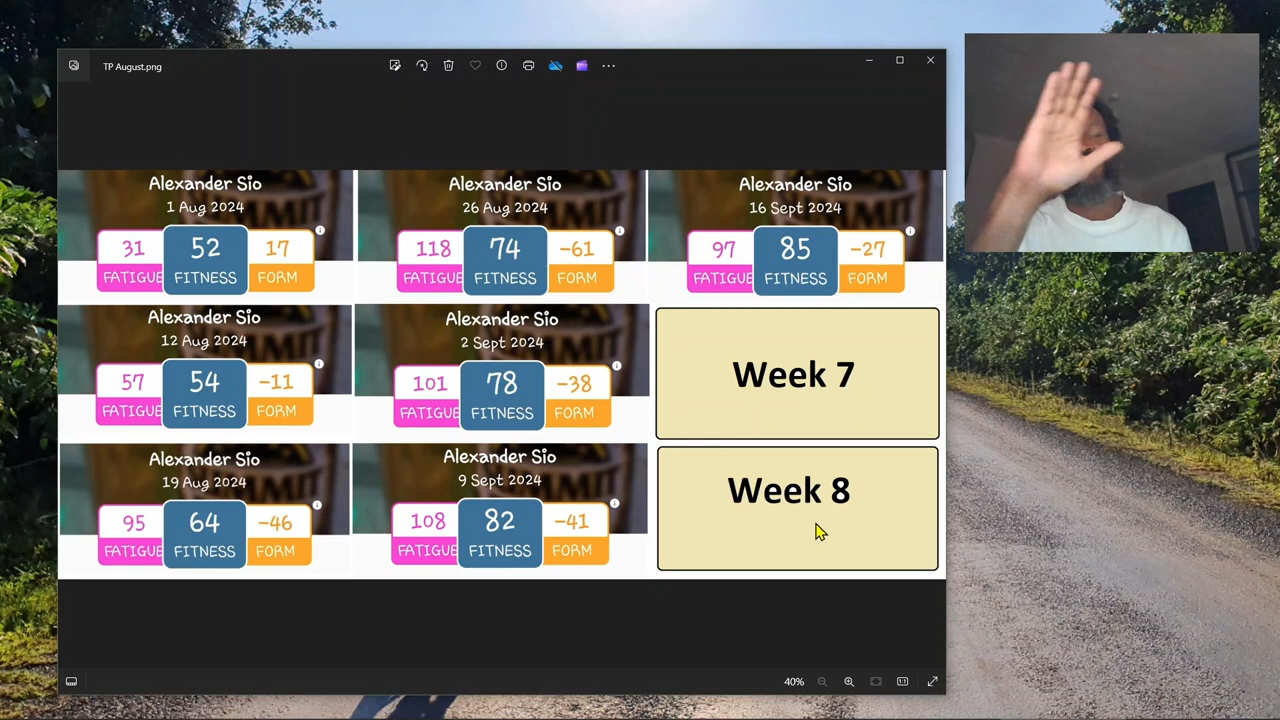 TP August.png
Alexander Sio
1 Aug 2024
31 52 17
FATIGUE FITNESS FORM
Alexander Sio
12 Aug 2024
57 54 -11
FATIGUE FITNESS FORM
Alexander Sio
19 Aug 2024
95 64 -46
FATIGUE FITNESS FORM
Alexander Sio
26 Aug 2024
118 74 -61
FATIGUE FITNESS FORM
Alexander Sio
2 Sept 2024
101 78 -38
FATIGUE FITNESS FORM
Alexander Sio
9 Sept 2024
108 82 -41
FATIGUE FITNESS FORM
Alexander Sio
16 Sept 2024
97 85 -27
FATIGUE FITNESS FORM
Week 7
Week 8
40%